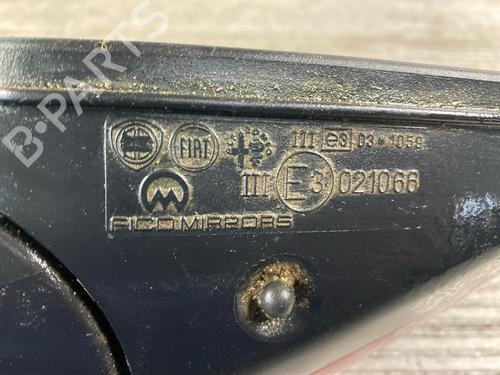 B-PARTS
FIAT III e3 03*1059
M III E3 021066
FICOMIRRORS